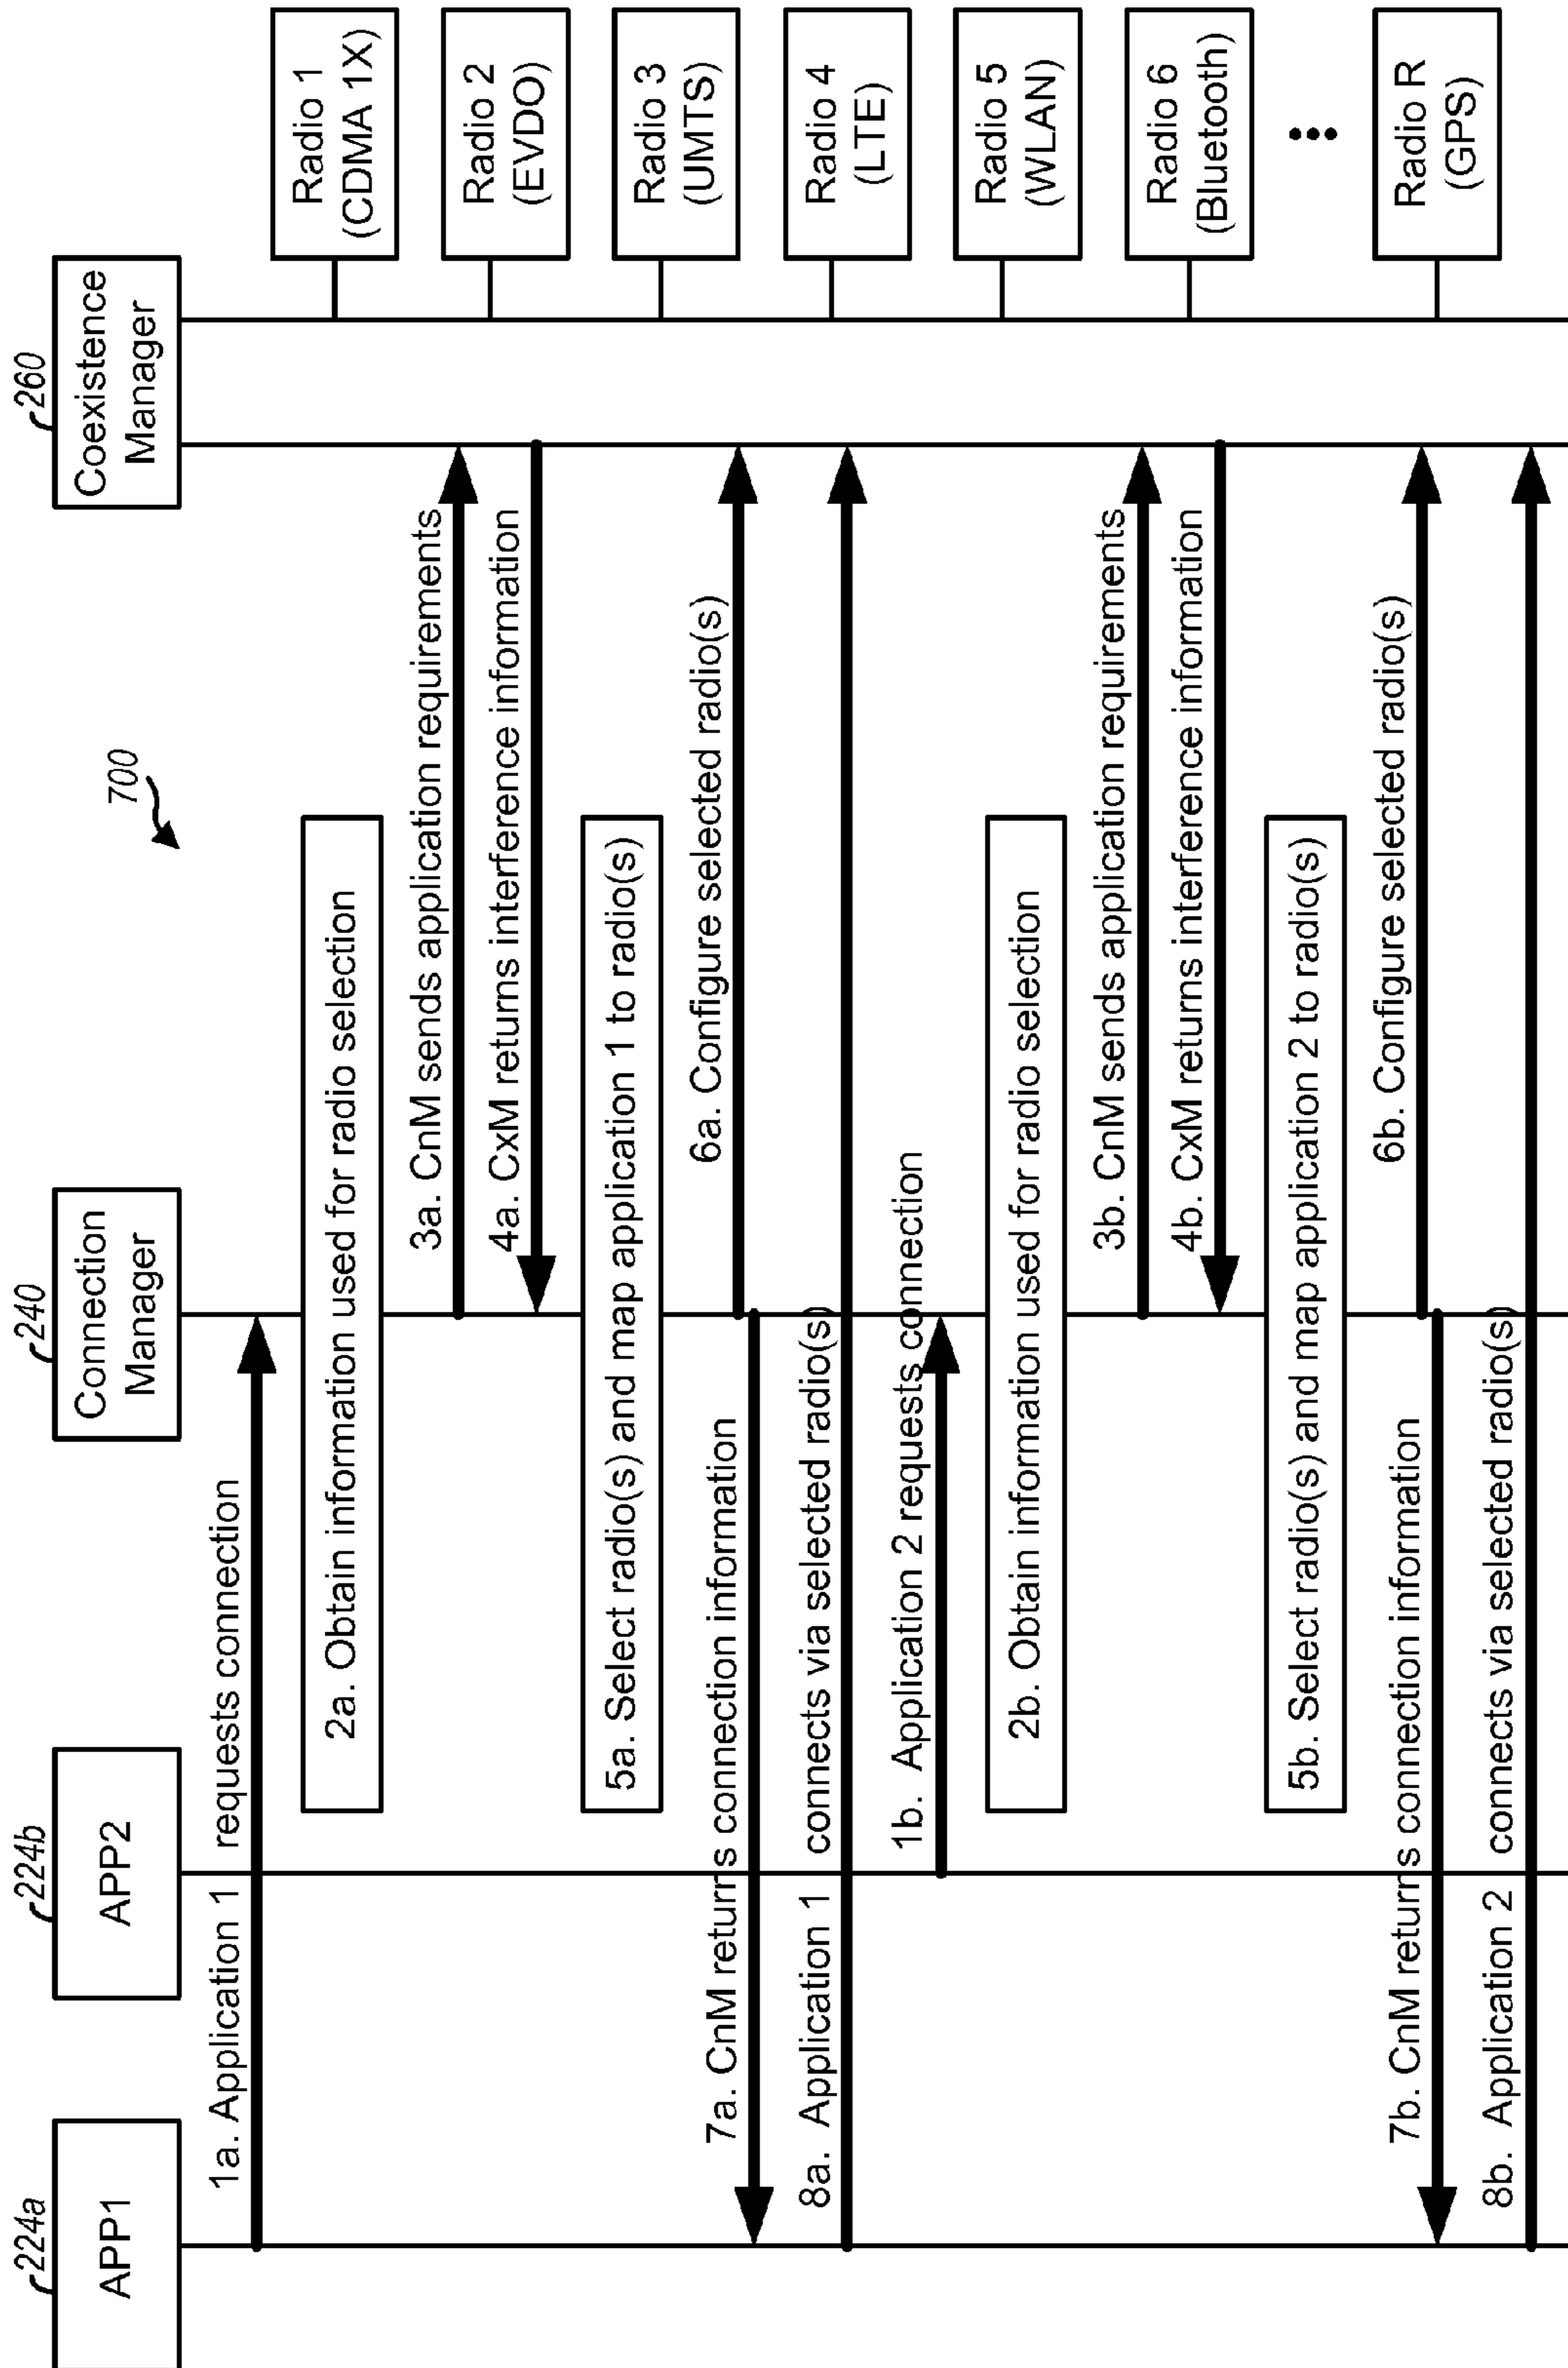 224a
224b
240
260
APP1
APP2
Connection
Manager
Coexistence
Manager
700
1a. Application 1 requests connection
2a. Obtain information used for radio selection
3a. CnM sends application requirements
4a. CxM returns interference information
5a. Select radio(s) and map application 1 to radio(s)
6a. Configure selected radio(s)
7a. CnM returns connection information
8a. Application 1 connects via selected radio(s)
1b. Application 2 requests connection
2b. Obtain information used for radio selection
3b. CnM sends application requirements
4b. CxM returns interference information
5b. Select radio(s) and map application 2 to radio(s)
6b. Configure selected radio(s)
7b. CnM returns connection information
8b. Application 2 connects via selected radio(s)
Radio 1
(CDMA 1X)
Radio 2
(EVDO)
Radio 3
(UMTS)
Radio 4
(LTE)
Radio 5
(WLAN)
Radio 6
(Bluetooth)
Radio R
(GPS)